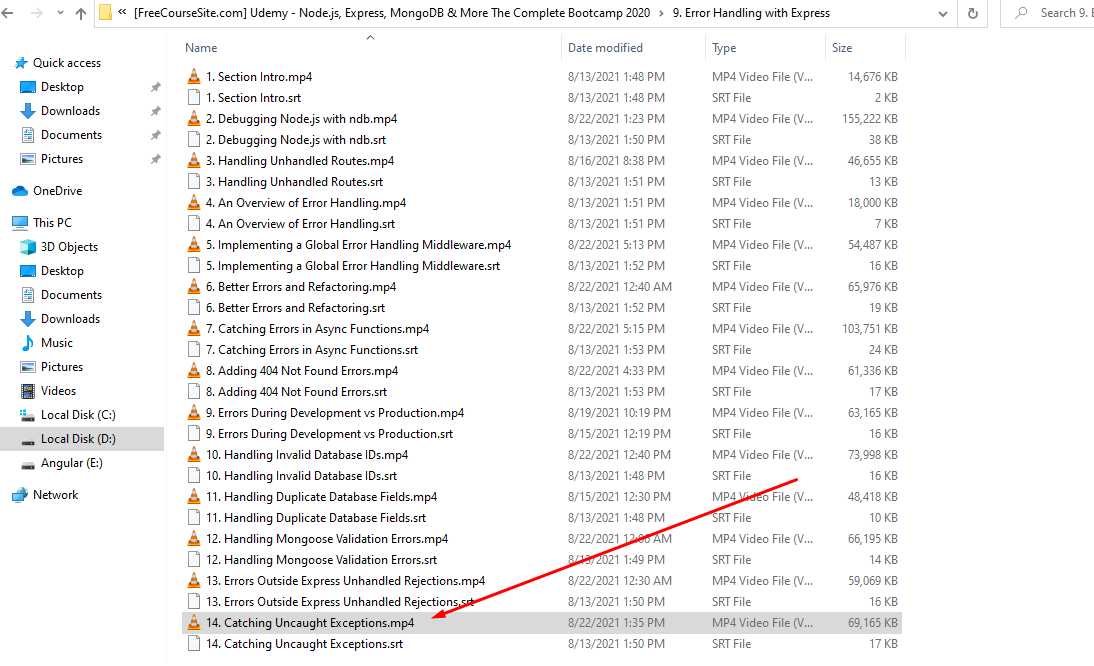 « [FreeCourseSite.com] Udemy - Node.js, Express, MongoDB & More The Complete Bootcamp 2020 > 9. Error Handling with Express Search 9. E
Name Date modified Type Size
Quick access
Desktop
Downloads
Documents
Pictures
OneDrive
This PC
3D Objects
Desktop
Documents
Downloads
Music
Pictures
Videos
Local Disk (C:)
Local Disk (D:)
Angular (E:)
Network
1. Section Intro.mp4 8/13/2021 1:48 PM MP4 Video File (V... 14,676 KB
1. Section Intro.srt 8/13/2021 1:48 PM SRT File 2 KB
2. Debugging Node.js with ndb.mp4 8/22/2021 1:23 PM MP4 Video File (V... 155,222 KB
2. Debugging Node.js with ndb.srt 8/13/2021 1:50 PM SRT File 38 KB
3. Handling Unhandled Routes.mp4 8/16/2021 8:38 PM MP4 Video File (V... 46,655 KB
3. Handling Unhandled Routes.srt 8/13/2021 1:51 PM SRT File 13 KB
4. An Overview of Error Handling.mp4 8/13/2021 1:51 PM MP4 Video File (V... 18,000 KB
4. An Overview of Error Handling.srt 8/13/2021 1:51 PM SRT File 7 KB
5. Implementing a Global Error Handling Middleware.mp4 8/22/2021 5:13 PM MP4 Video File (V... 54,487 KB
5. Implementing a Global Error Handling Middleware.srt 8/13/2021 1:52 PM SRT File 16 KB
6. Better Errors and Refactoring.mp4 8/22/2021 12:40 AM MP4 Video File (V... 65,976 KB
6. Better Errors and Refactoring.srt 8/13/2021 1:52 PM SRT File 19 KB
7. Catching Errors in Async Functions.mp4 8/22/2021 5:15 PM MP4 Video File (V... 103,751 KB
7. Catching Errors in Async Functions.srt 8/13/2021 1:53 PM SRT File 24 KB
8. Adding 404 Not Found Errors.mp4 8/22/2021 4:33 PM MP4 Video File (V... 61,336 KB
8. Adding 404 Not Found Errors.srt 8/13/2021 1:53 PM SRT File 17 KB
9. Errors During Development vs Production.mp4 8/19/2021 10:19 PM MP4 Video File (V... 63,165 KB
9. Errors During Development vs Production.srt 8/15/2021 12:19 PM SRT File 16 KB
10. Handling Invalid Database IDs.mp4 8/22/2021 12:40 PM MP4 Video File (V... 73,998 KB
10. Handling Invalid Database IDs.srt 8/13/2021 1:48 PM SRT File 16 KB
11. Handling Duplicate Database Fields.mp4 8/15/2021 12:30 PM MP4 Video File (V... 48,418 KB
11. Handling Duplicate Database Fields.srt 8/13/2021 1:48 PM SRT File 10 KB
12. Handling Mongoose Validation Errors.mp4 8/22/2021 AM MP4 Video File (V... 66,195 KB
12. Handling Mongoose Validation Errors.srt 8/13/2021 1:49 PM SRT File 14 KB
13. Errors Outside Express Unhandled Rejections.mp4 8/22/2021 12:30 AM MP4 Video File (V... 59,069 KB
13. Errors Outside Express Unhandled Rejections.srt 8/13/2021 1:50 PM SRT File 16 KB
14. Catching Uncaught Exceptions.mp4 8/22/2021 1:35 PM MP4 Video File (V... 69,165 KB
14. Catching Uncaught Exceptions.srt 8/13/2021 1:50 PM SRT File 17 KB